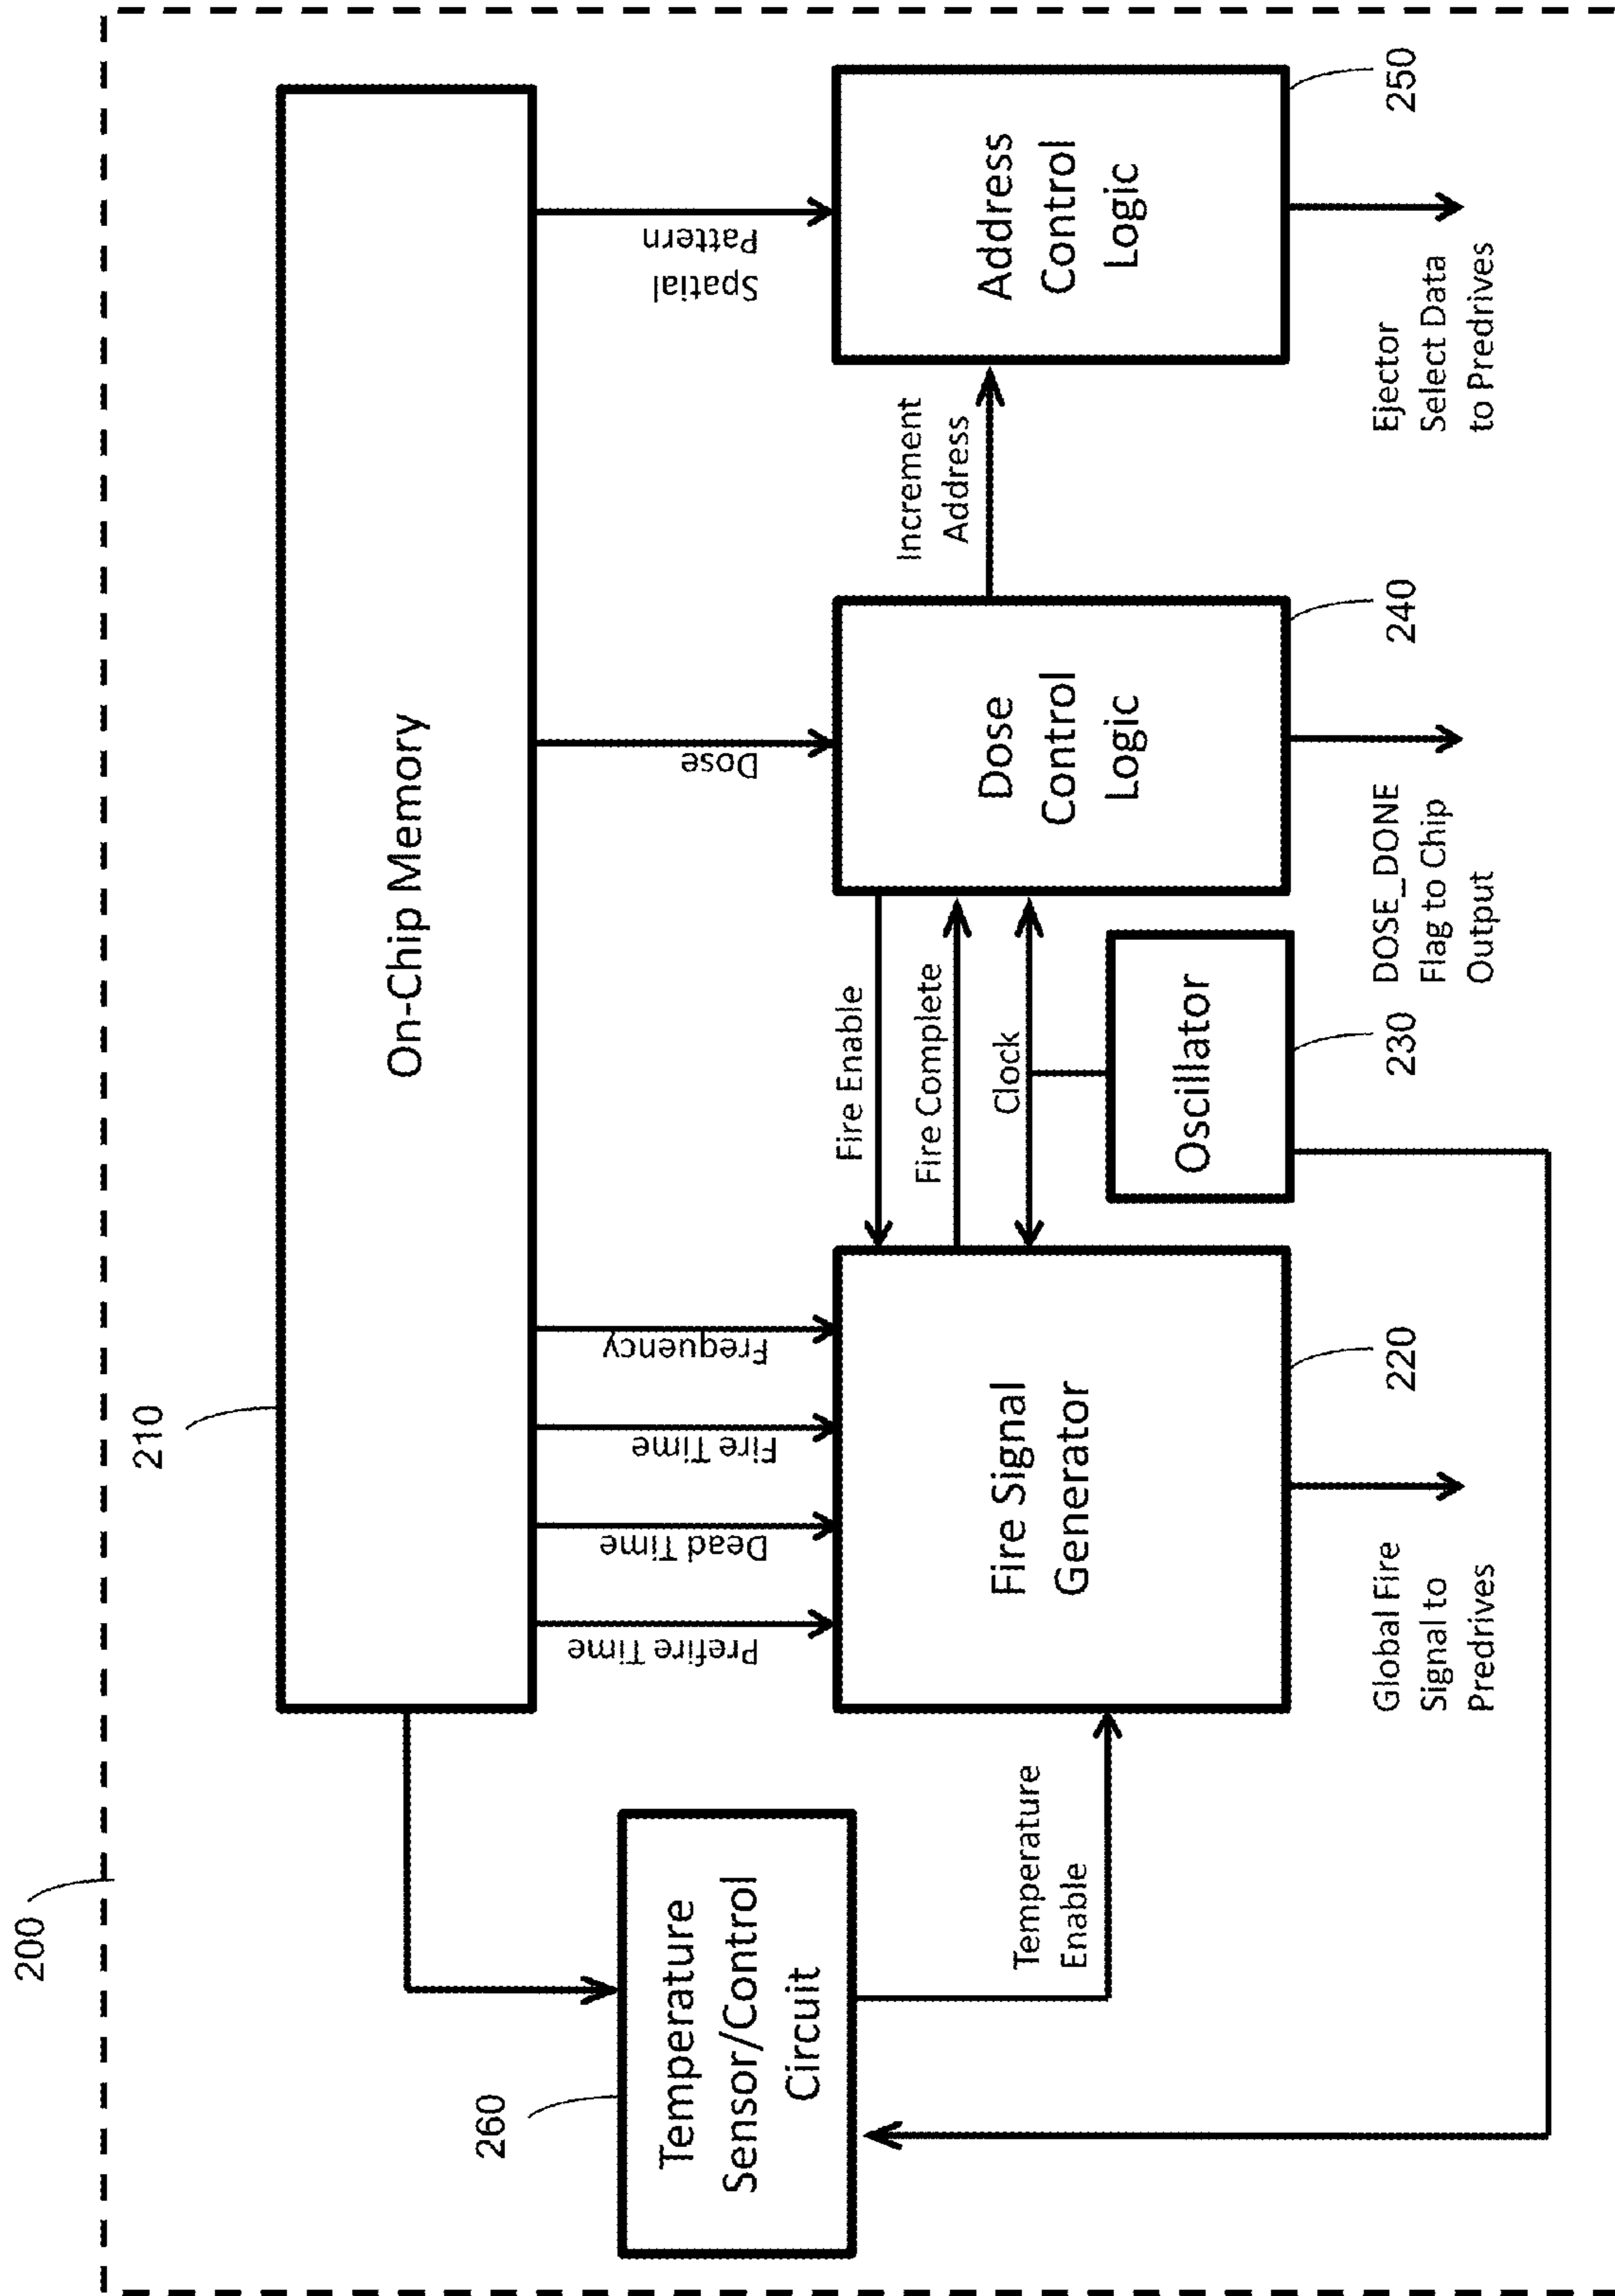 200
210
On-Chip Memory
260
Temperature
Sensor/Control
Circuit
Prefire Time
Dead Time
Fire Time
Frequency
Dose
Spatial
Pattern
Temperature
Enable
Fire Signal
Generator
220
Fire Enable
Fire Complete
Clock
Oscillator
230
Dose
Control
Logic
240
Increment
Address
Address
Control
Logic
250
Global Fire
Signal to
Predrives
DOSE_DONE
Flag to Chip
Output
Ejector
Select Data
to Predrives